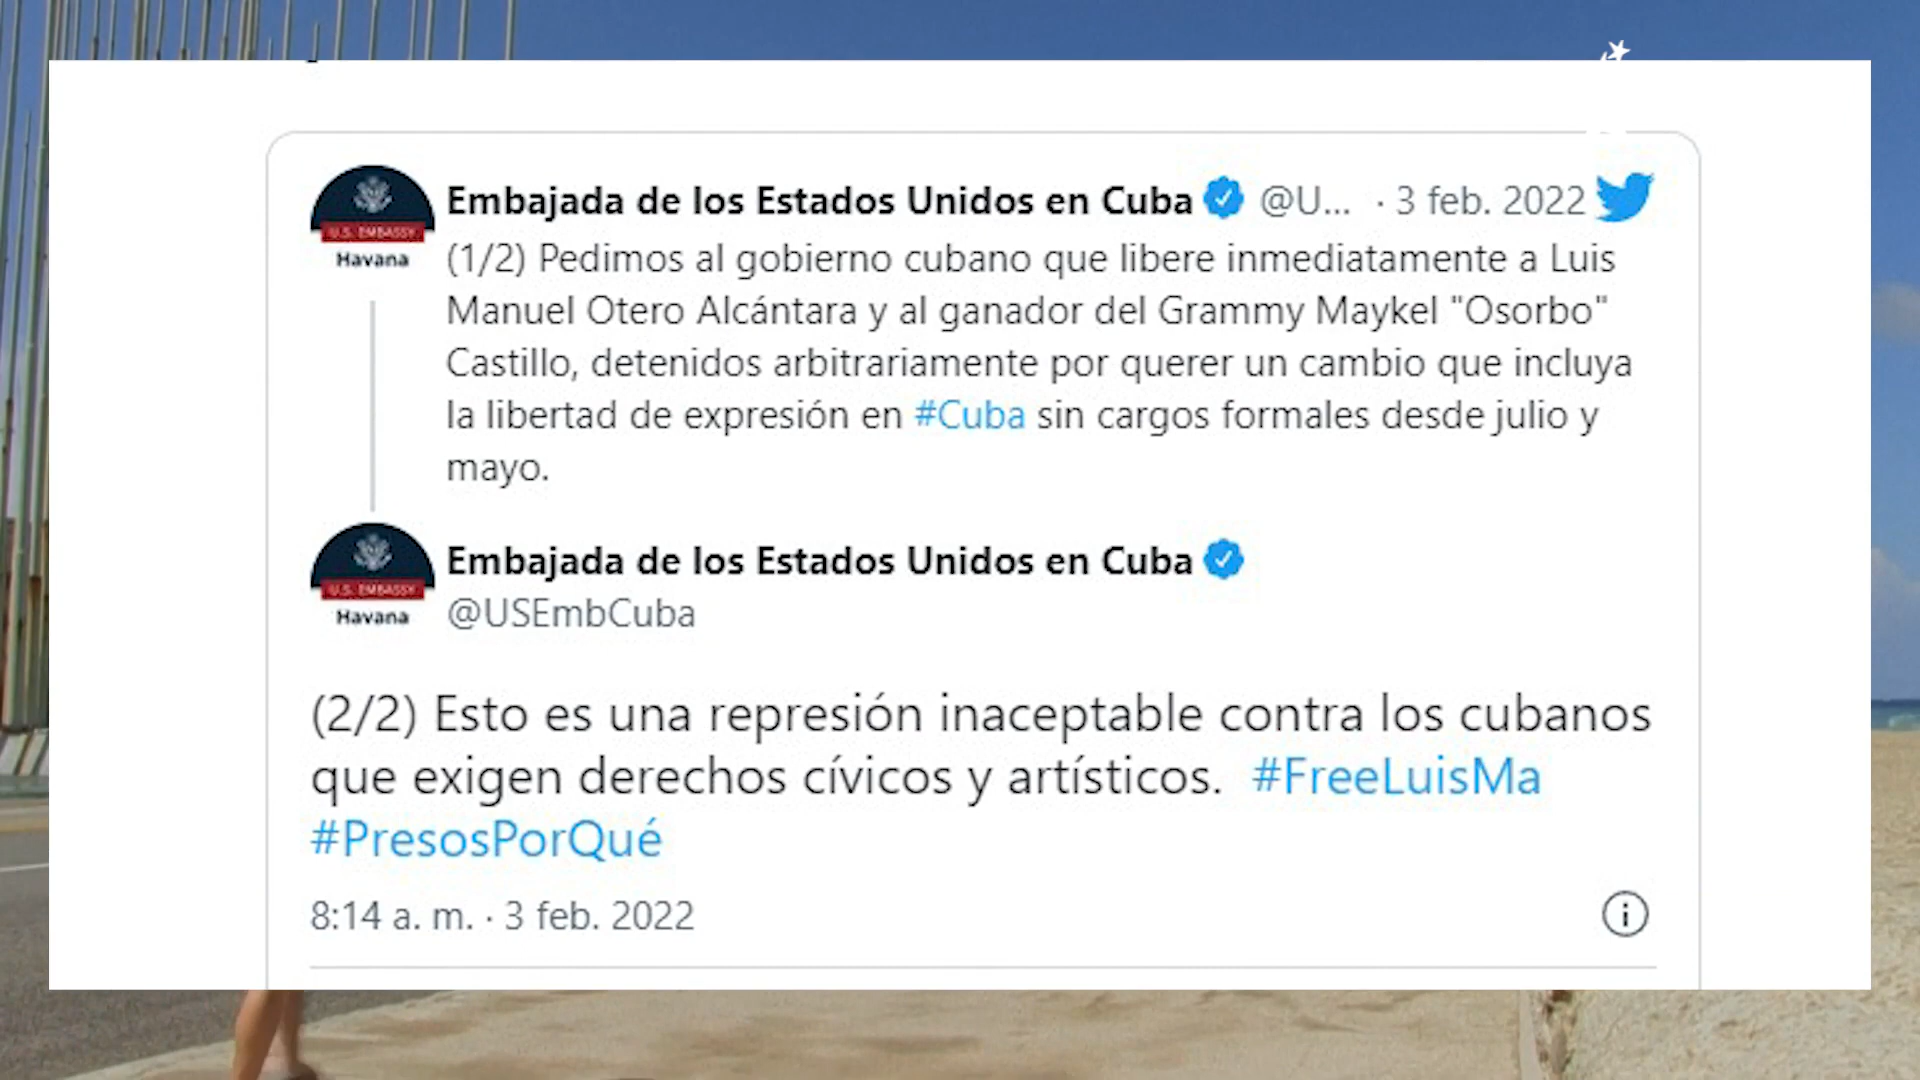 Embajada de los Estados Unidos en Cuba @U... · 3 feb. 2022
U.S. EMBASSY
Havana
(1/2) Pedimos al gobierno cubano que libere inmediatamente a Luis
Manuel Otero Alcántara y al ganador del Grammy Maykel "Osorbo"
Castillo, detenidos arbitrariamente por querer un cambio que incluya
la libertad de expresión en #Cuba sin cargos formales desde julio y
mayo.
Embajada de los Estados Unidos en Cuba
U.S. EMBASSY
Havana
@USEmbCuba
(2/2) Esto es una represión inaceptable contra los cubanos
que exigen derechos cívicos y artísticos. #FreeLuisMa
#PresosPorQué
8:14 a. m. · 3 feb. 2022